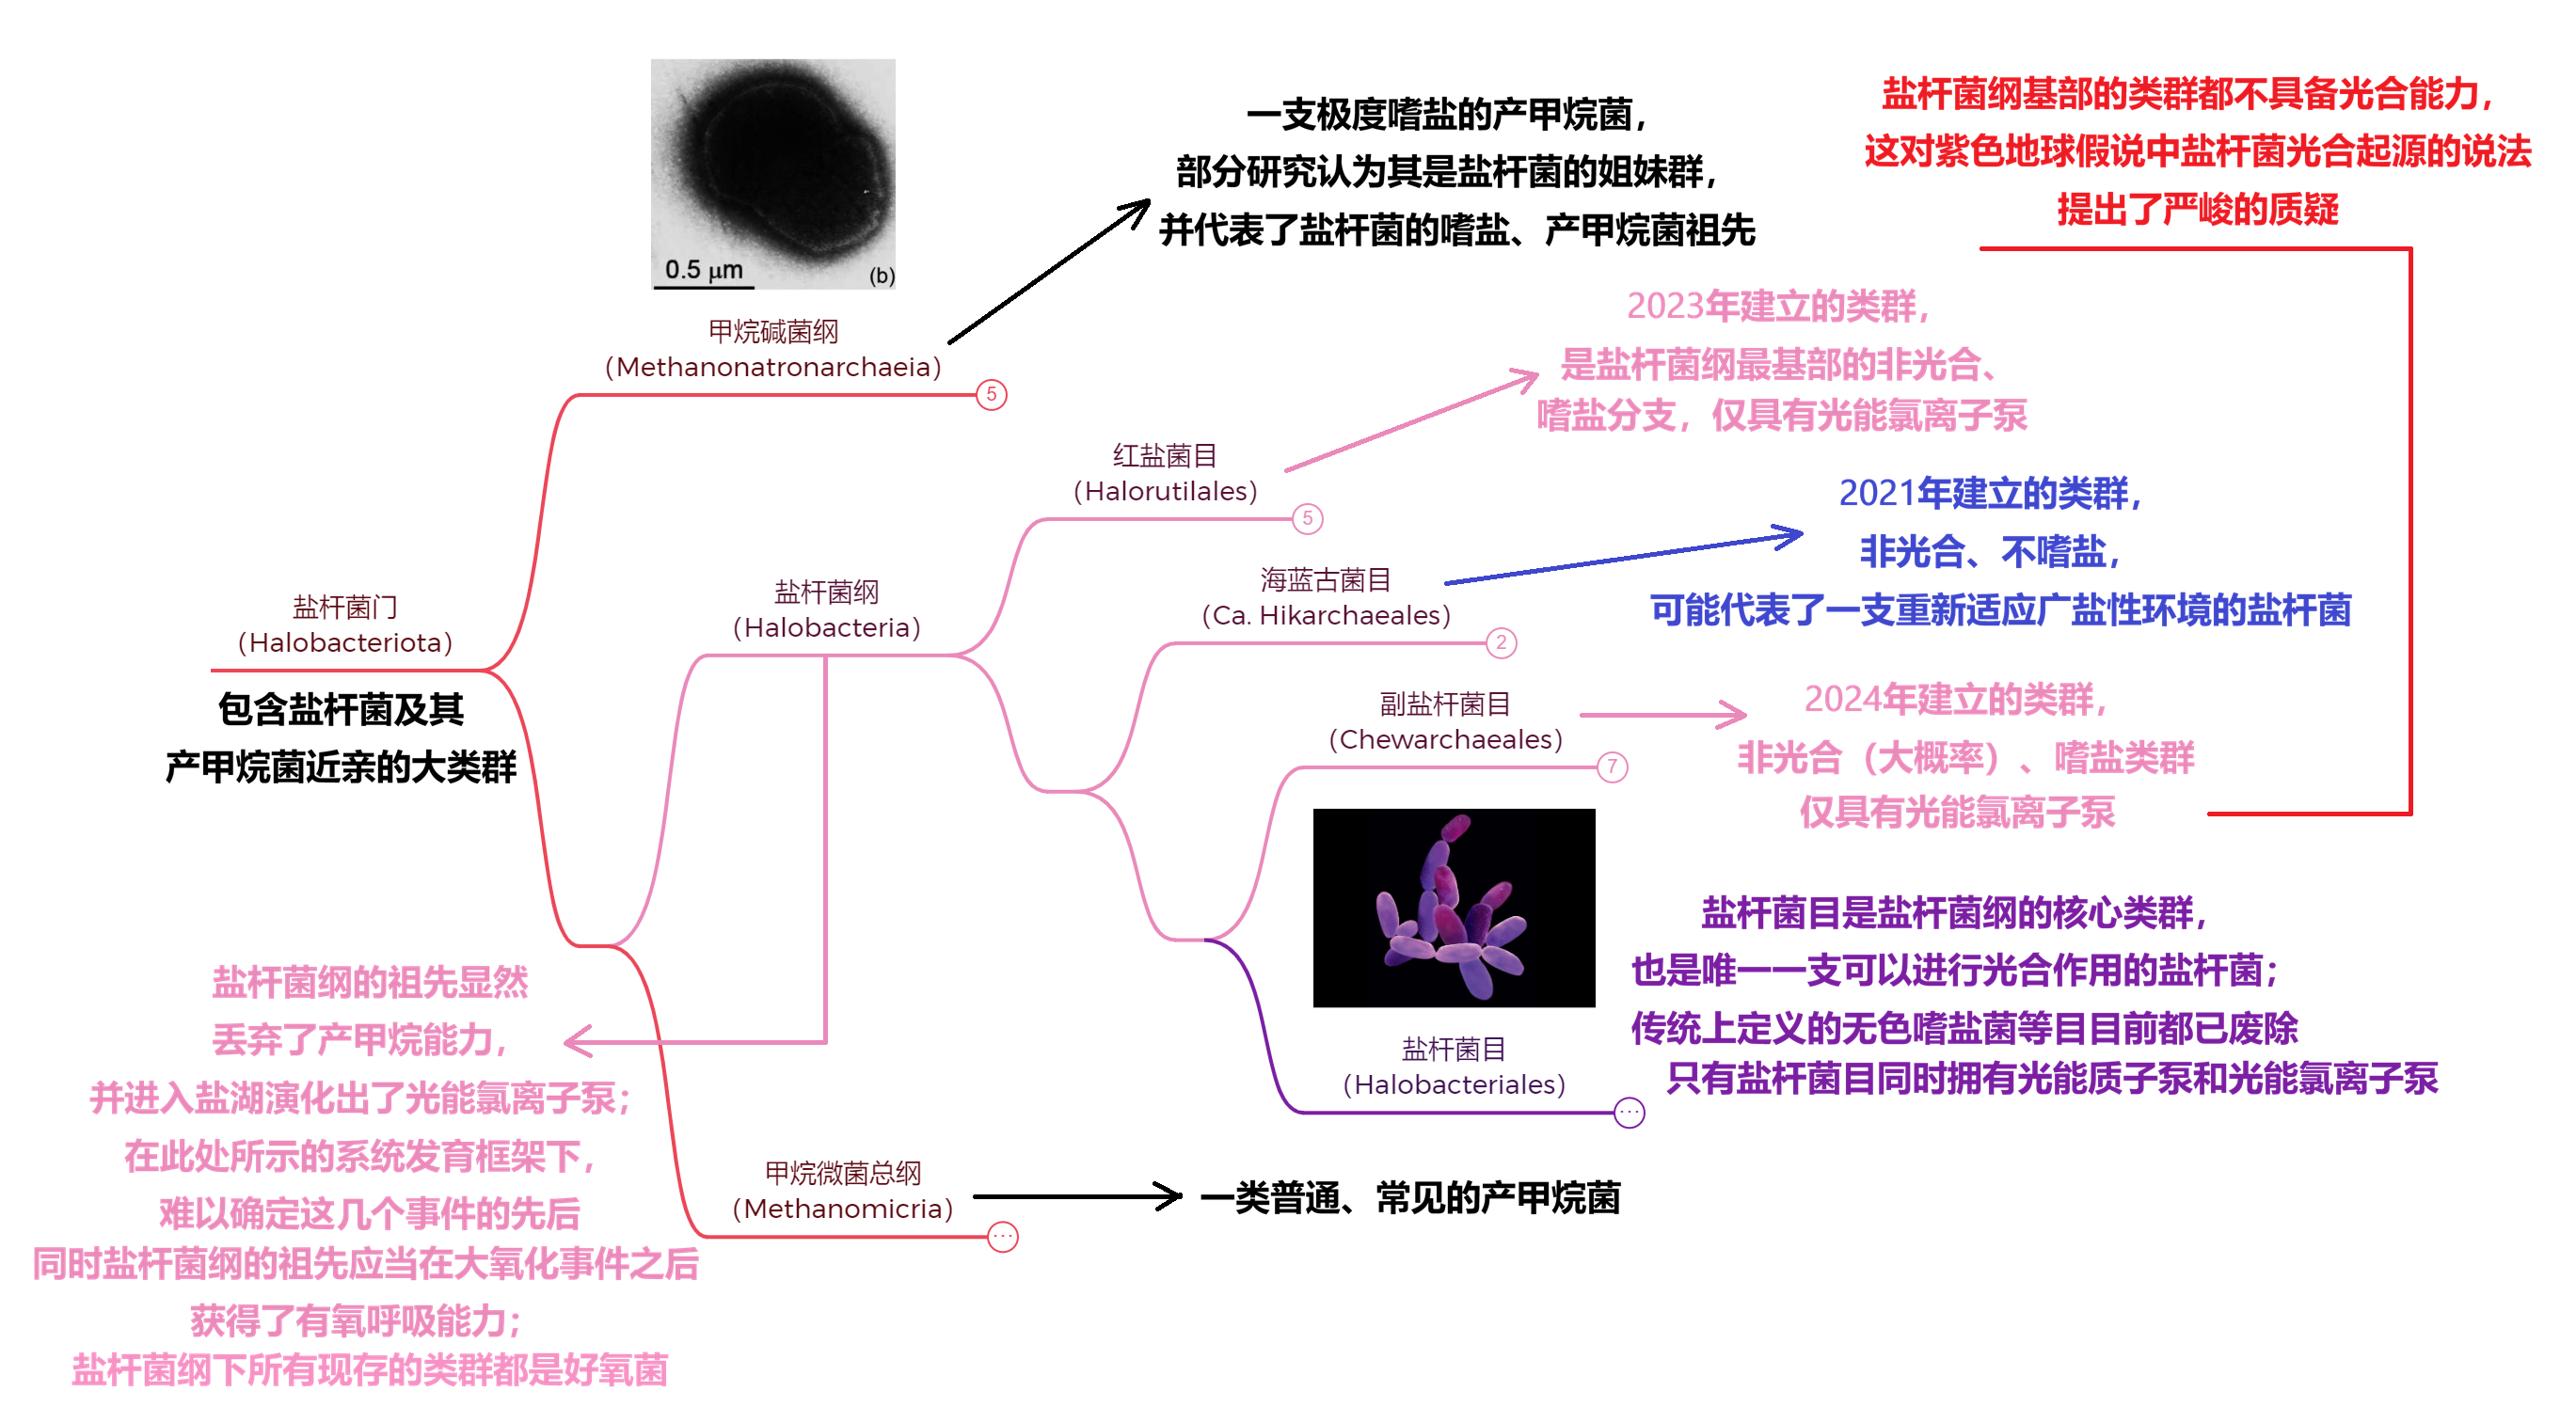 0.5 μm
(b)
甲烷碱菌纲
(Methanonatronarchaeia)
5
一支极度嗜盐的产甲烷菌，
部分研究认为其是盐杆菌的姐妹群，
并代表了盐杆菌的嗜盐、产甲烷菌祖先
盐杆菌纲基部的类群都不具备光合能力，
这对紫色地球假说中盐杆菌光合起源的说法
提出了严峻的质疑
2023年建立的类群，
是盐杆菌纲最基部的非光合、
嗜盐分支，仅具有光能氯离子泵
红盐菌目
(Halorutilales)
5
2021年建立的类群，
非光合、不嗜盐，
可能代表了一支重新适应广盐性环境的盐杆菌
海蓝古菌目
(Ca. Hikarchaeales)
2
盐杆菌门
(Halobacteriota)
包含盐杆菌及其
产甲烷菌近亲的大类群
盐杆菌纲
(Halobacteria)
副盐杆菌目
(Chewarchaeales)
7
2024年建立的类群，
非光合（大概率）、嗜盐类群
仅具有光能氯离子泵
盐杆菌目是盐杆菌纲的核心类群，
也是唯一一支可以进行光合作用的盐杆菌；
传统上定义的无色嗜盐菌等目目前都已废除
只有盐杆菌目同时拥有光能质子泵和光能氯离子泵
盐杆菌目
(Halobacteriales)
...
盐杆菌纲的祖先显然
丢弃了产甲烷能力，
并进入盐湖演化出了光能氯离子泵；
在此处所示的系统发育框架下，
难以确定这几个事件的先后
同时盐杆菌纲的祖先应当在大氧化事件之后
获得了有氧呼吸能力；
盐杆菌纲下所有现存的类群都是好氧菌
甲烷微菌总纲
(Methanomicria)
...
一类普通、常见的产甲烷菌